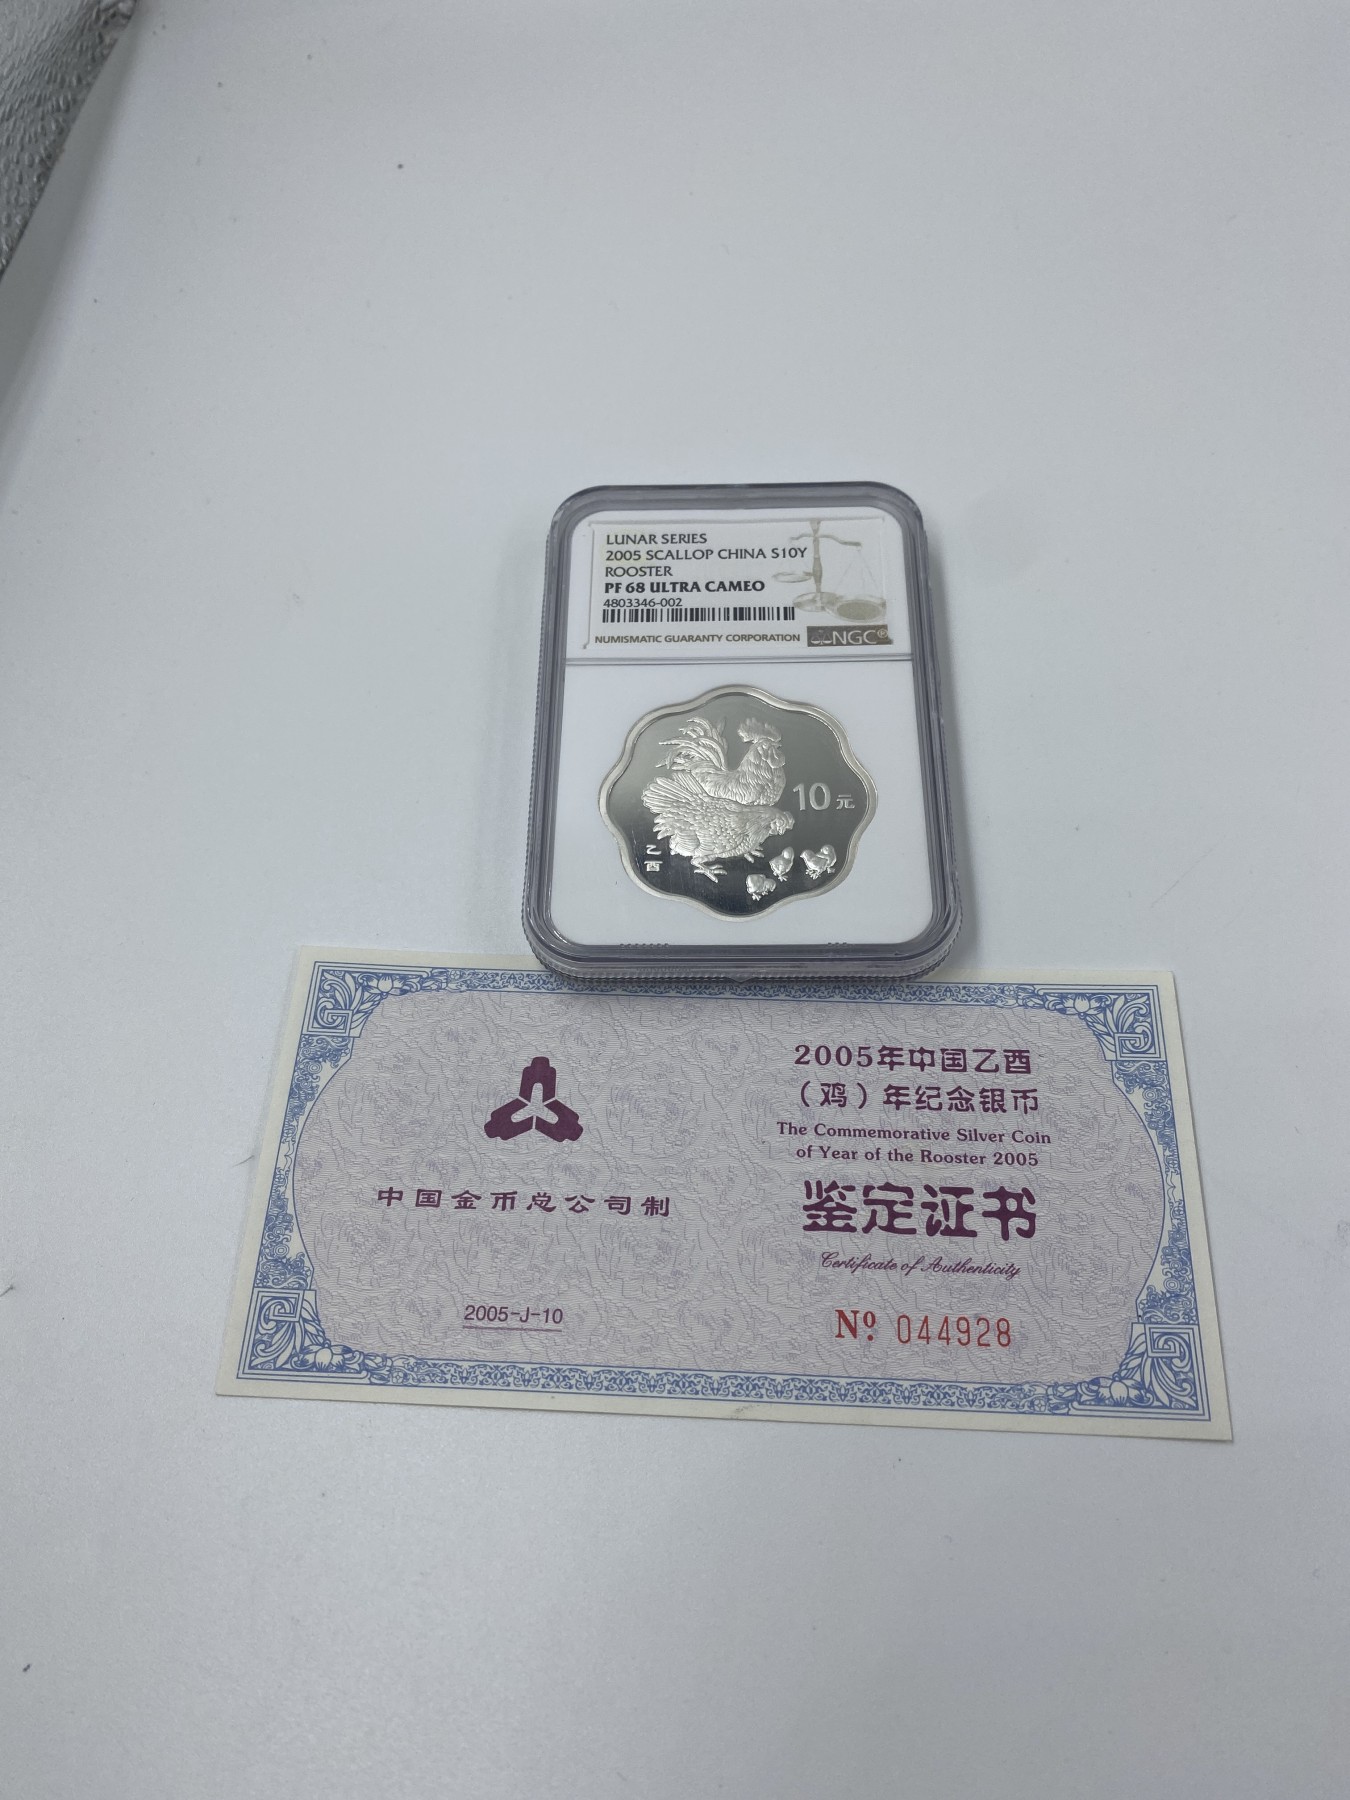 LUNAR SERIES
2005 SCALLOP CHINA S10Y
ROOSTER
PF 68 ULTRA CAMEO
4803346-002
NUMISMATIC GUARANTY CORPORATION NGC®
10元
乙
酉
中国金币总公司制
2005-J-10
2005年中国乙酉
（鸡）年纪念银币
The Commemorative Silver Coin
of Year of the Rooster 2005
鉴定证书
Certificate of Authenticity
Nº 044928